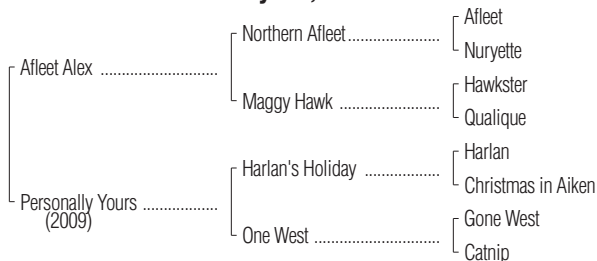 Afleet
Northern Afleet
Nuryette
Afleet Alex
Hawkster
Maggy Hawk
Qualique
Harlan
Harlan's Holiday
Christmas in Aiken
Personally Yours
(2009)
Gone West
One West
Catnip